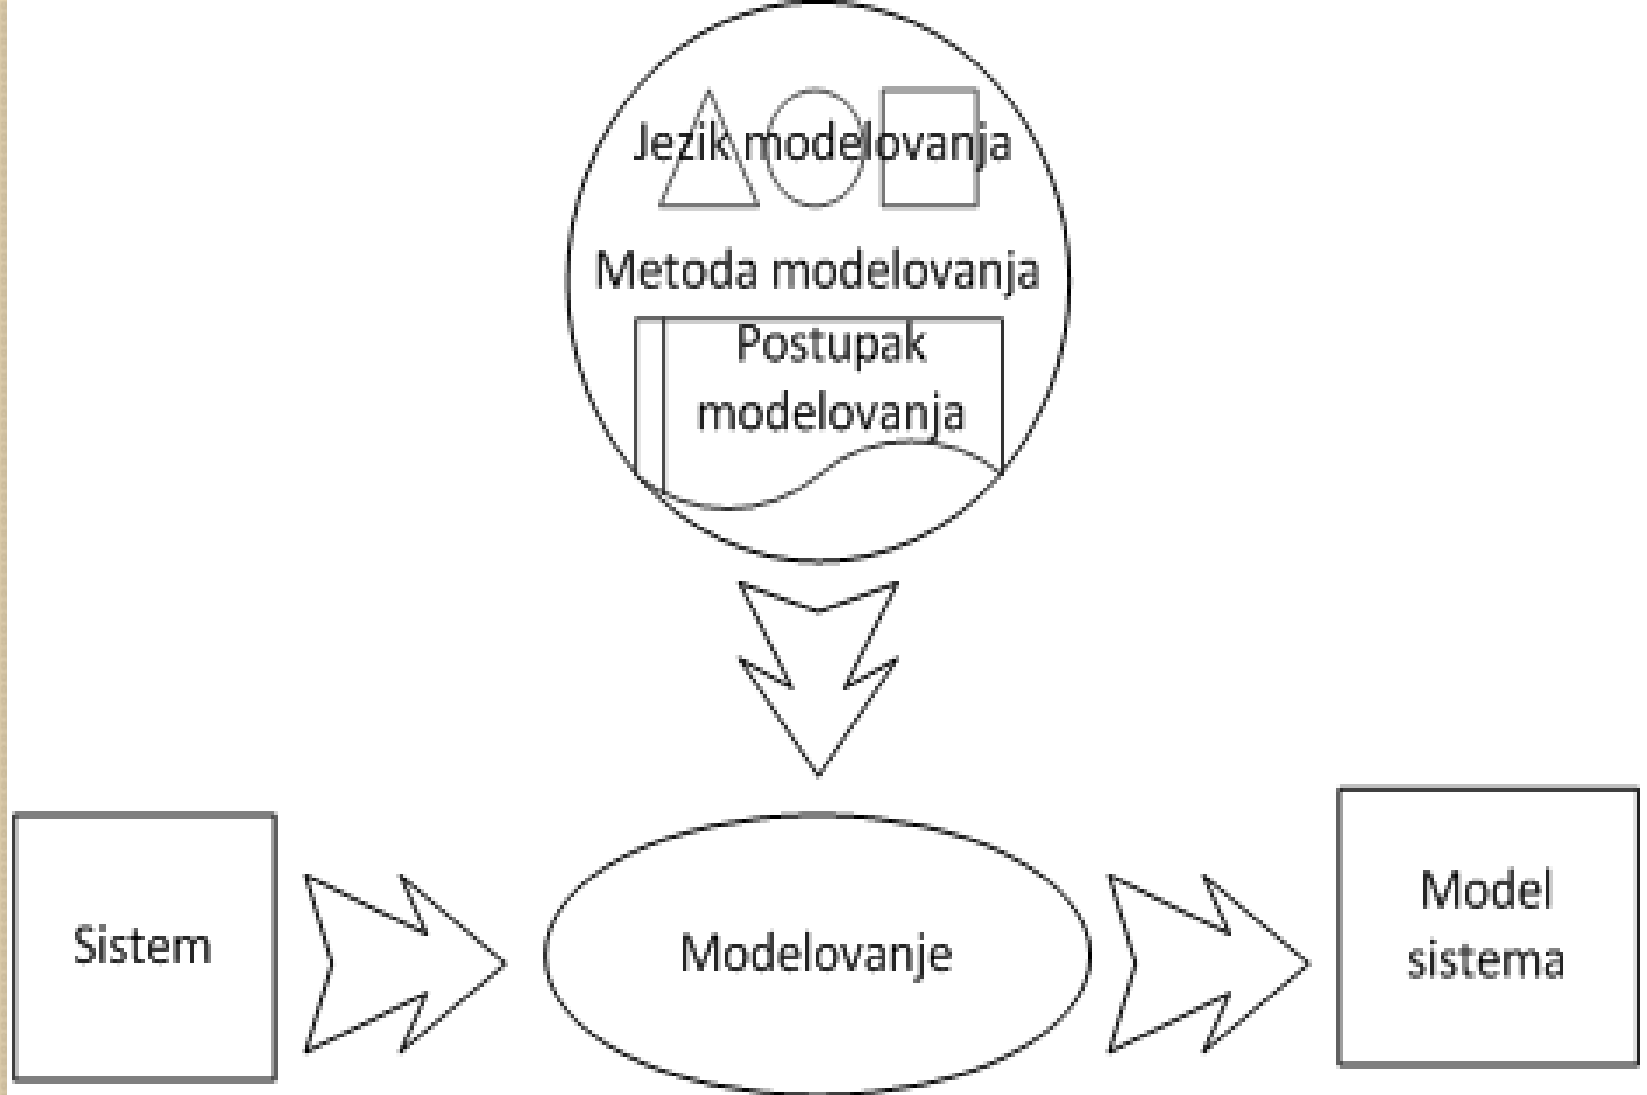 Jezik modelovanja
Metoda modelovanja
Postupak
modelovanja
Sistem
Modelovanje
Model
sistema